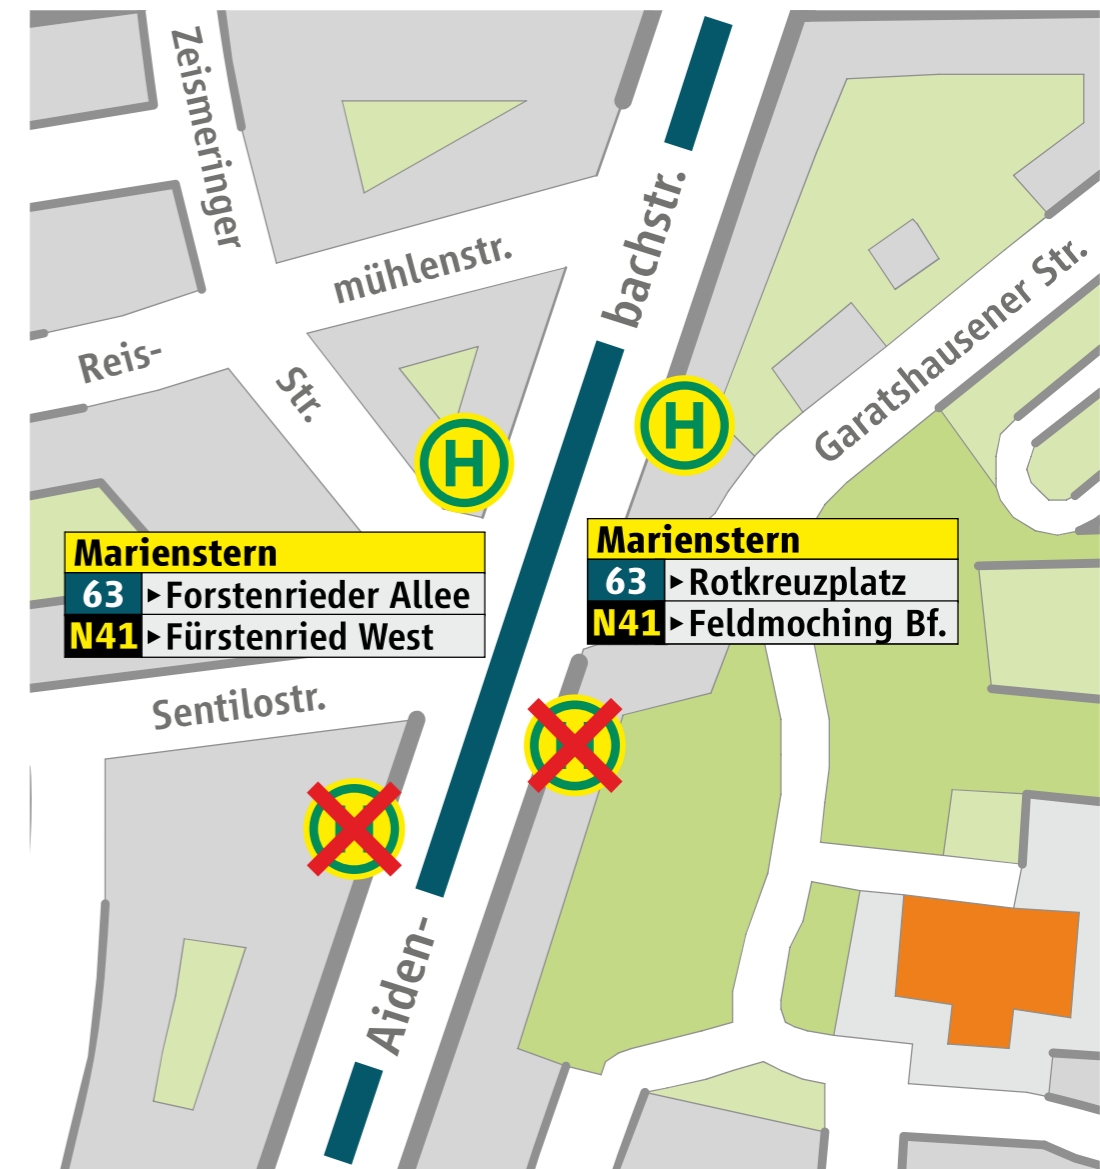 Zeismeringer
Str.
Reis-
mühlenstr.
bachstr.
Garatshausener Str.
H
H
Marienstern
63 ▸ Forstenrieder Allee
N41 ▸ Fürstenried West
Marienstern
63 ▸ Rotkreuzplatz
N41 ▸ Feldmoching Bf.
Sentilostr.
H
H
Aiden-